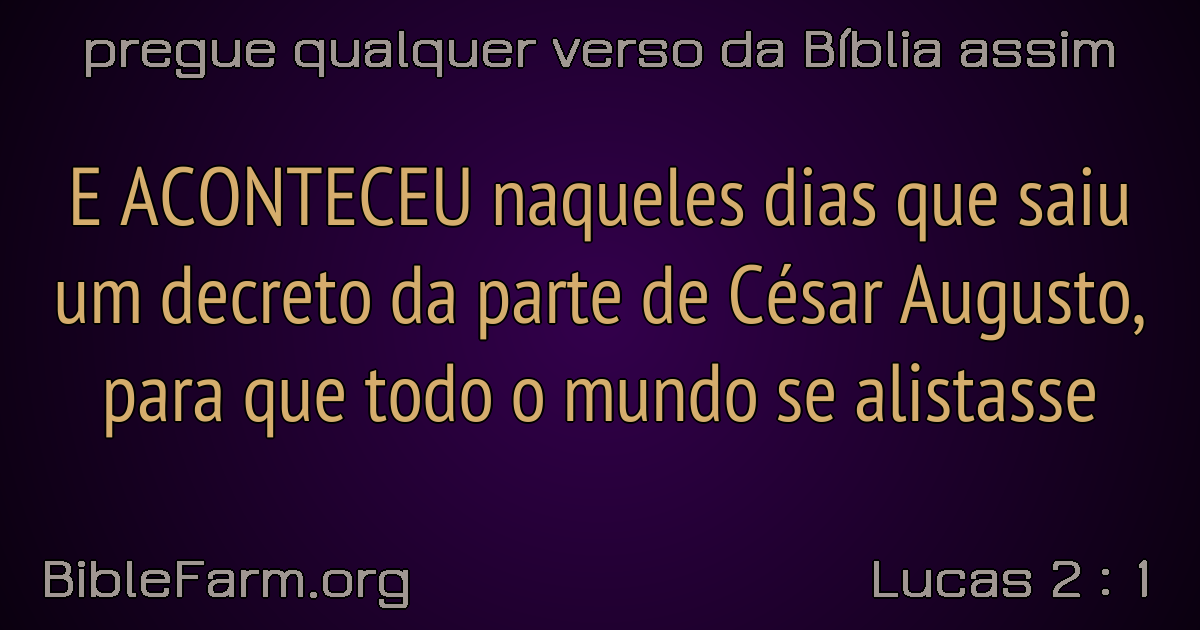 pregue qualquer verso da Bíblia assim
E ACONTECEU naqueles dias que saiu
um decreto da parte de César Augusto,
para que todo o mundo se alistasse
BibleFarm.org
Lucas 2 : 1